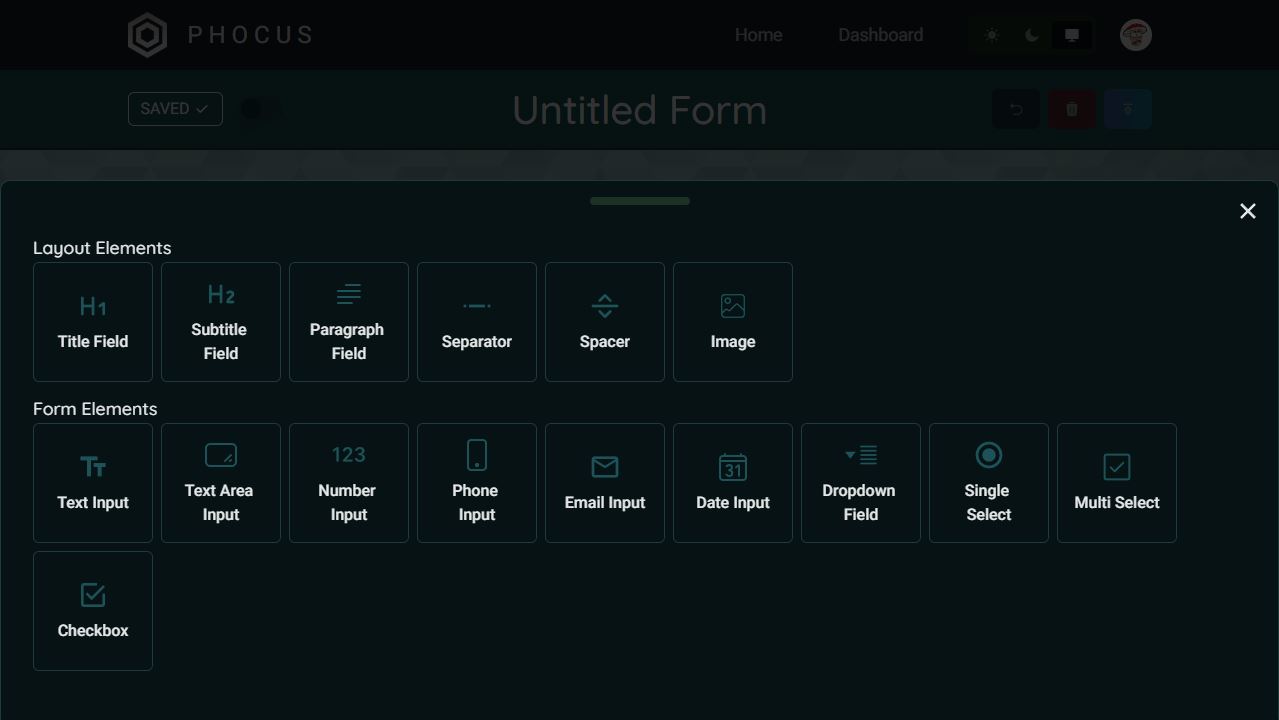 PHOCUS
Home
Dashboard
SAVED
Untitled Form
Layout Elements
H1
Title Field
H2
Subtitle
Field
Paragraph
Field
Separator
Spacer
Image
Form Elements
Tт
Text Input
Text Area
Input
123
Number
Input
Phone
Input
Email Input
31
Date Input
Dropdown
Field
Single
Select
Multi Select
Checkbox